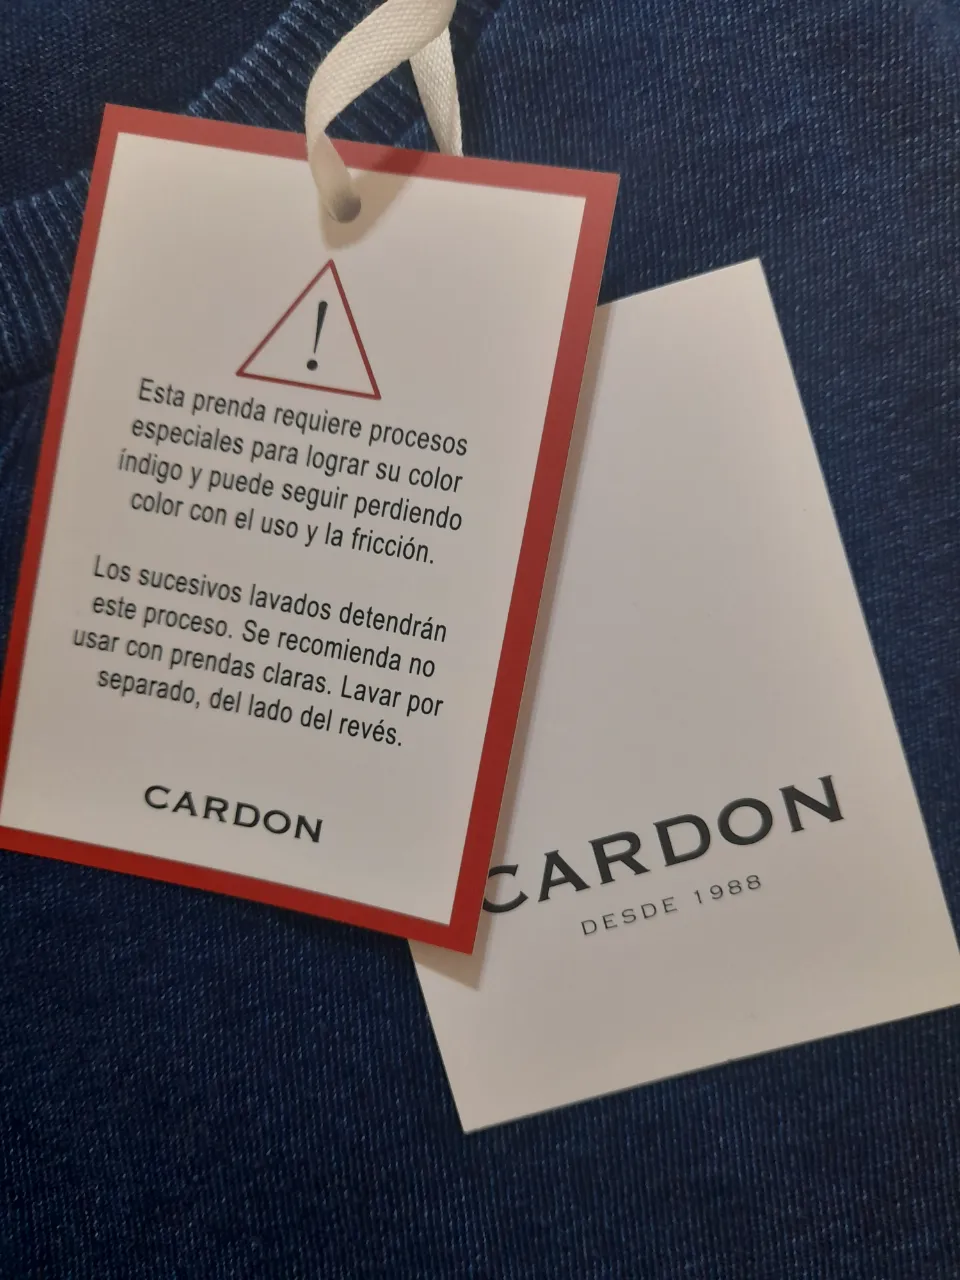 !
Esta prenda requiere procesos
especiales para lograr su color
índigo y puede seguir perdiendo
color con el uso y la fricción.
Los sucesivos lavados detendrán
este proceso. Se recomienda no
usar con prendas claras. Lavar por
separado, del lado del revés.
CARDON
CARDON
DESDE 1988